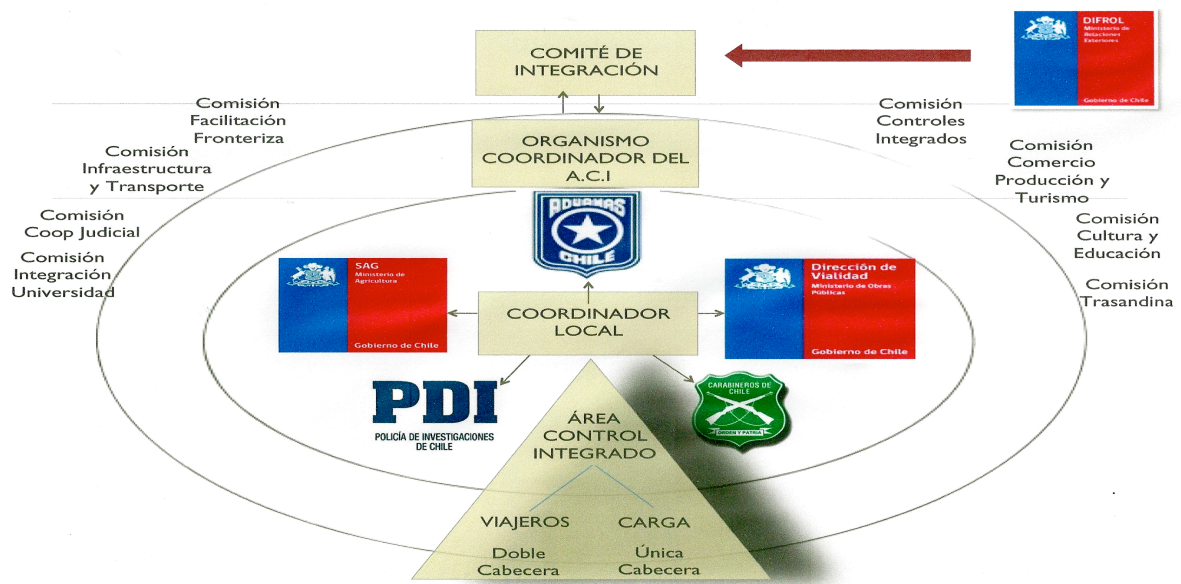 COMITÉ DE
INTEGRACIÓN
DIFROL
Ministerio de
Relaciones
Exteriores
Gobierno de Chile
Comisión
Facilitación
Fronteriza
Comisión
Controles
Integrados
ORGANISMO
COORDINADOR DEL
A.C.I
Comisión
Infraestructura
y Transporte
Comisión
Comercio
Producción y
Turismo
Comisión
Coop Judicial
Comisión
Cultura y
Educación
Comisión
Integración
Universidad
Comisión
Trasandina
ADUANAS
CHILE
SAG
Ministerio de
Agricultura
Gobierno de Chile
COORDINADOR
LOCAL
Dirección de
Vialidad
Ministerio de Obras
Públicas
Gobierno de Chile
PDI
POLICÍA DE INVESTIGACIONES
DE CHILE
CARABINEROS DE
CHILE
ORDEN Y PATRIA
ÁREA
CONTROL
INTEGRADO
VIAJEROS
Doble
Cabecera
CARGA
Única
Cabecera